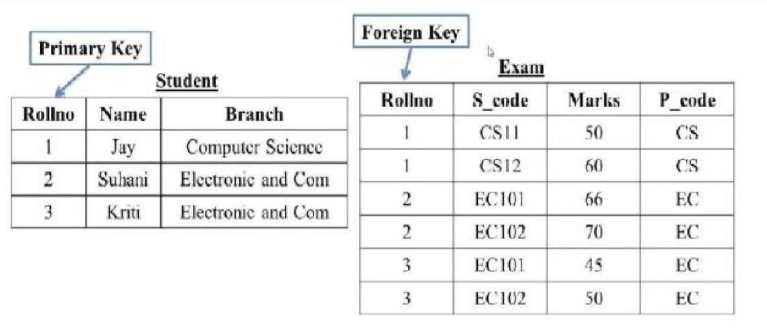 Primary Key
Student
Rollno Name Branch
1 Jay Computer Science
2 Suhani Electronic and Com
3 Kriti Electronic and Com
Foreign Key
Exam
Rollno S_code Marks P_code
1 CS11 50 CS
1 CS12 60 CS
2 EC101 66 EC
2 EC102 70 EC
3 EC101 45 EC
3 EC102 50 EC